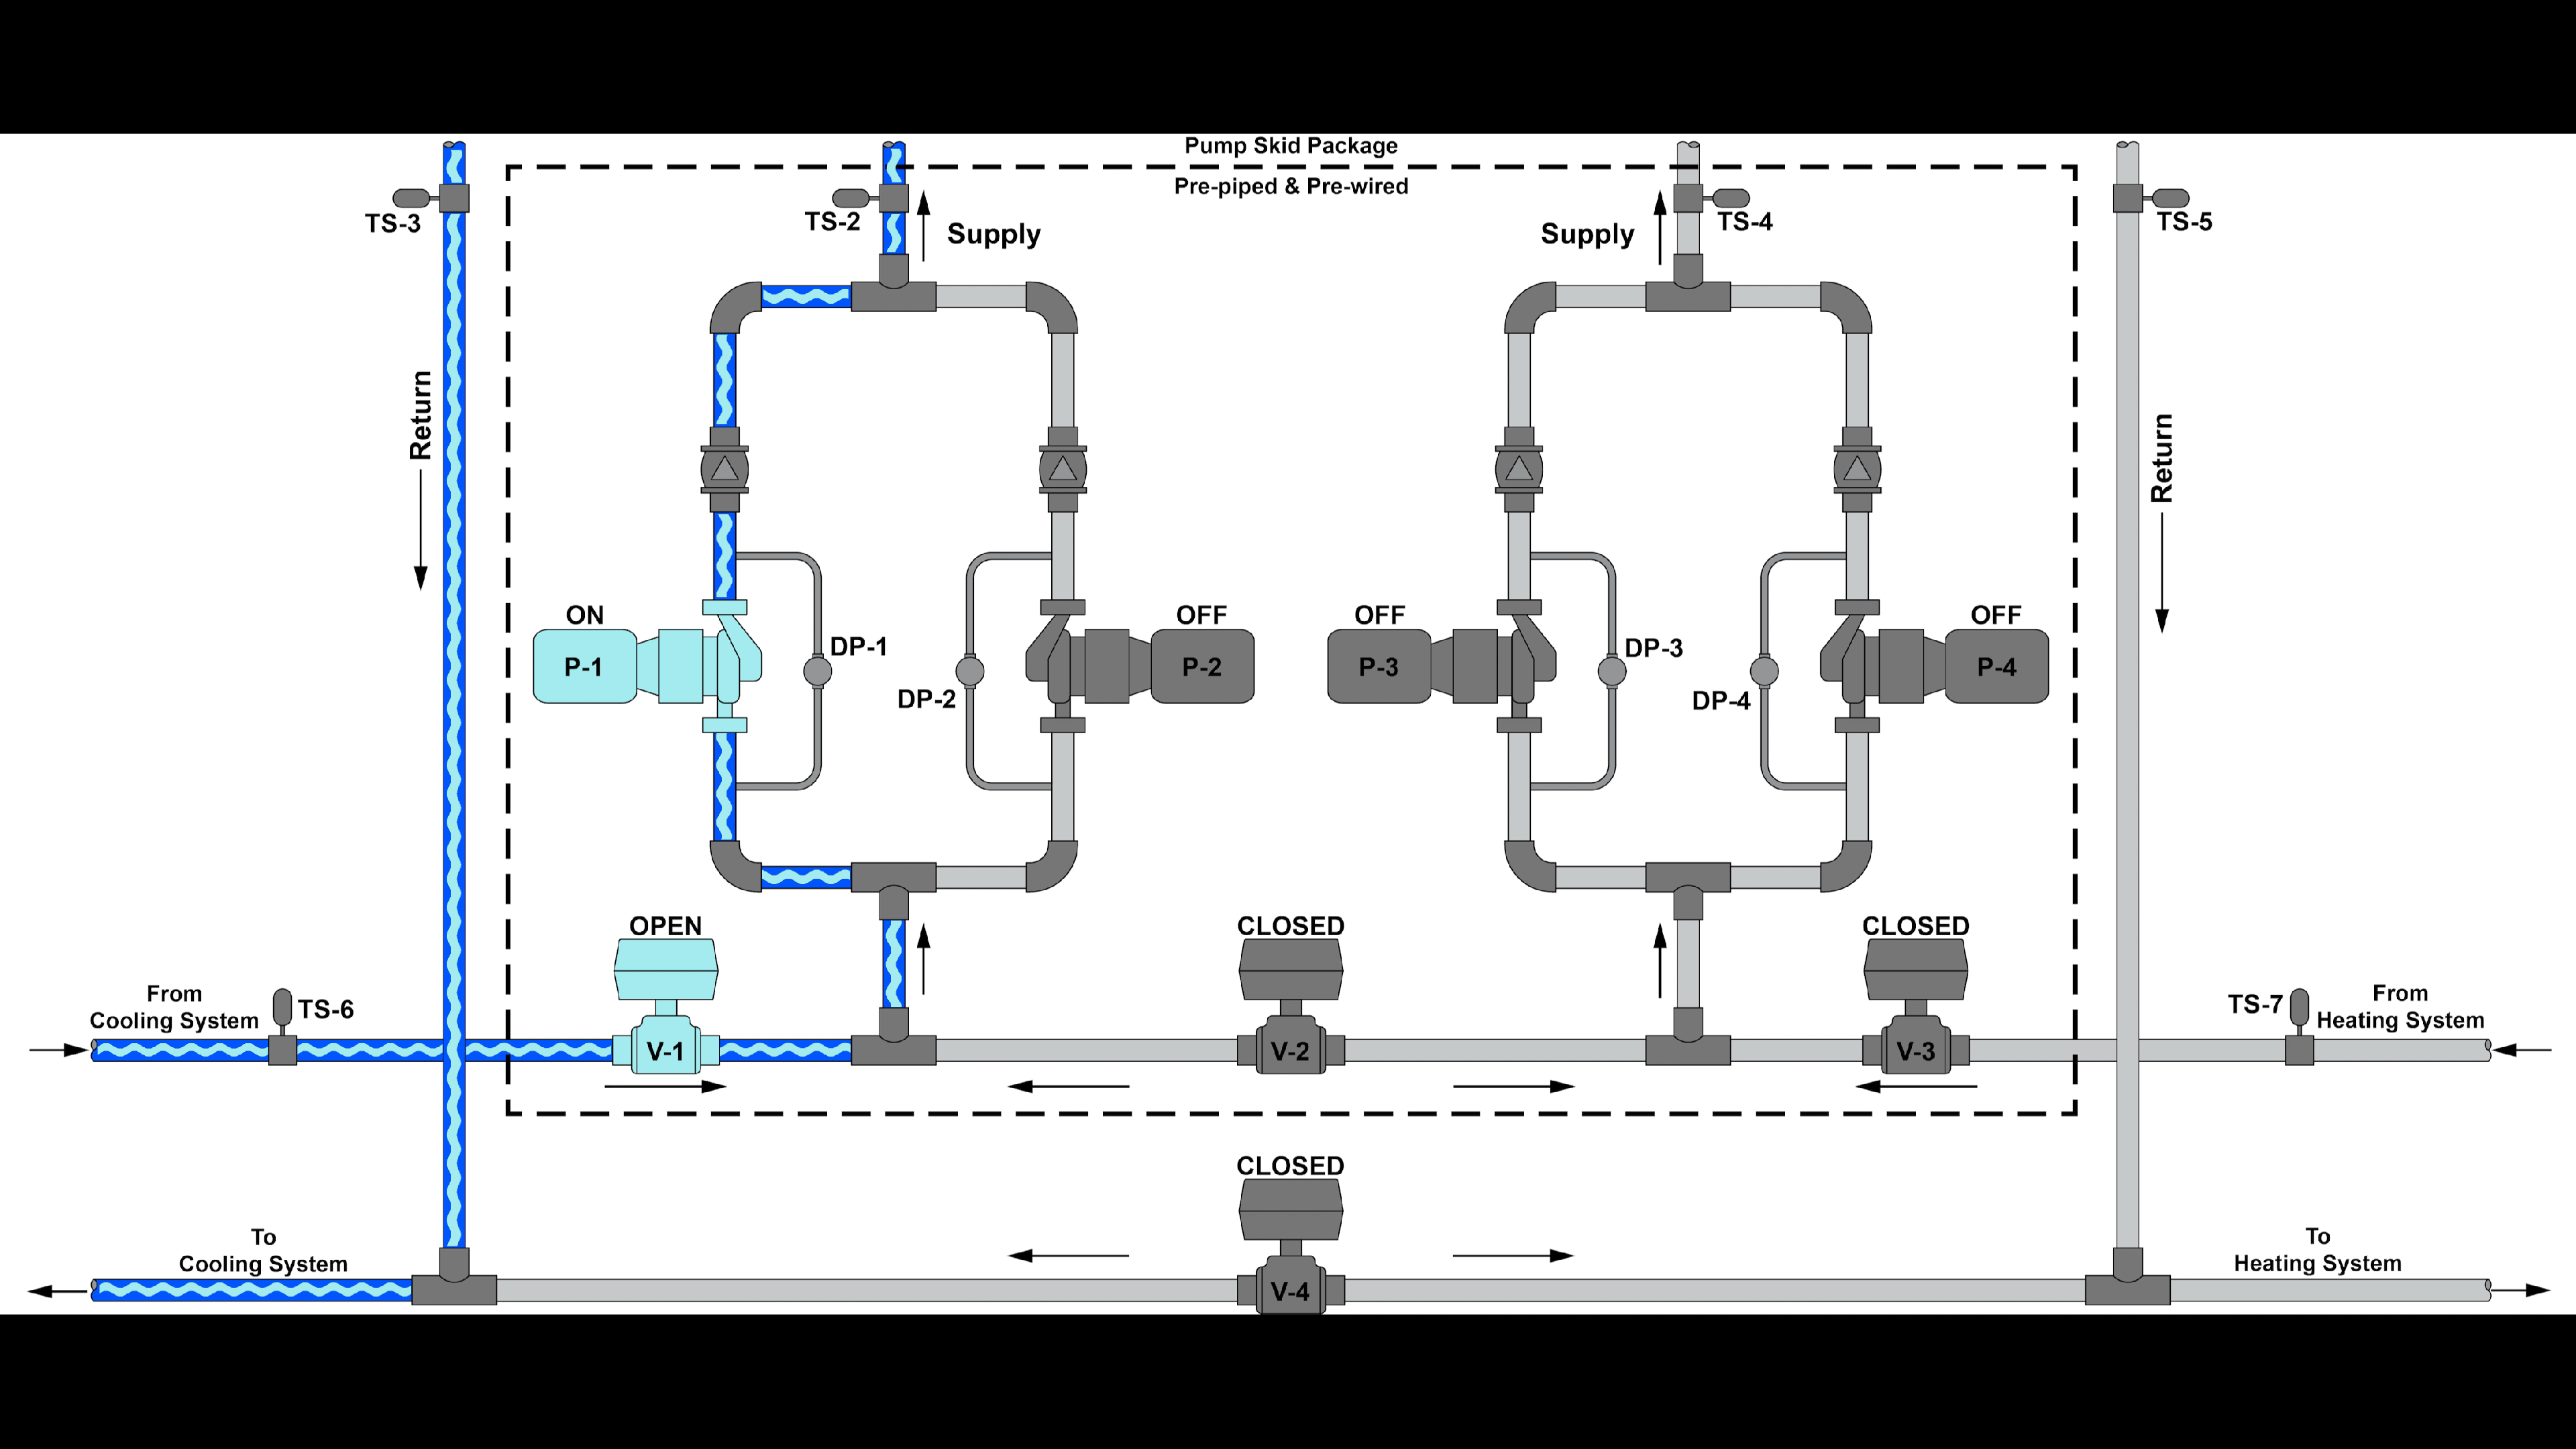 Pump Skid Package
Pre-piped & Pre-wired
TS-3
TS-2
Supply
Supply
TS-4
TS-5
Return
Return
ON
OFF
OFF
OFF
P-1
DP-1
DP-2
P-2
P-3
DP-3
DP-4
P-4
OPEN
CLOSED
CLOSED
From
Cooling System
TS-6
V-1
V-2
V-3
TS-7
From
Heating System
CLOSED
To
Cooling System
V-4
To
Heating System